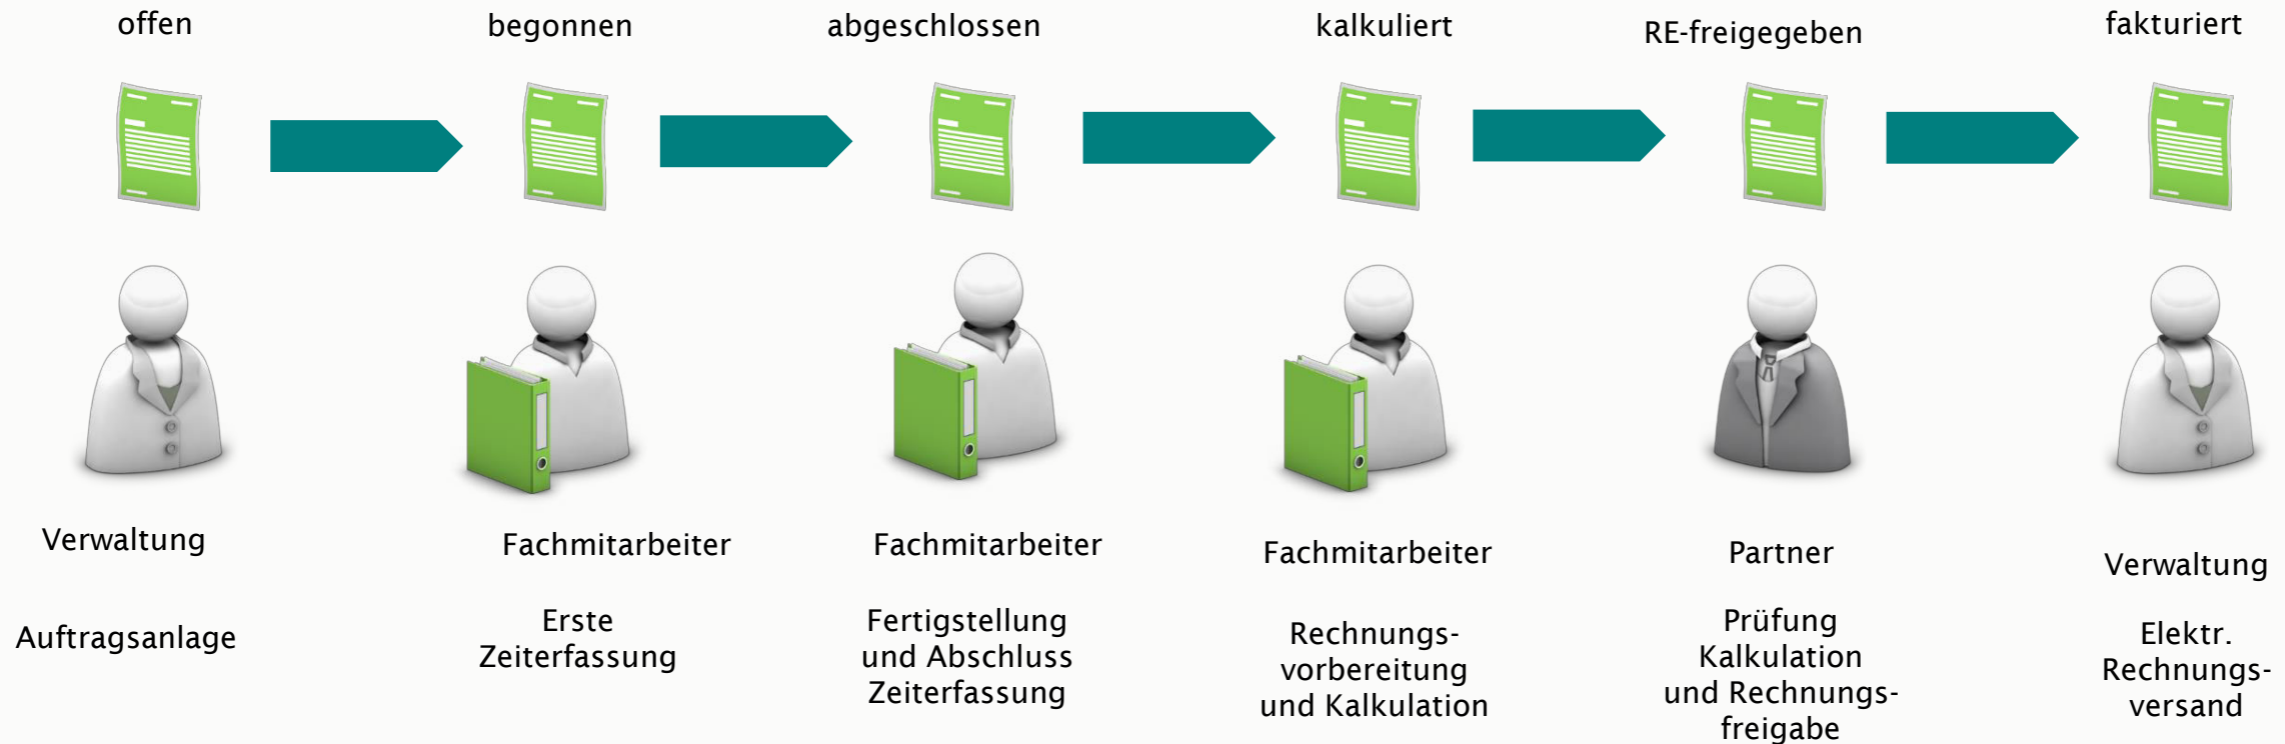 offen
begonnen
abgeschlossen
kalkuliert
RE-freigegeben
fakturiert
Verwaltung
Fachmitarbeiter
Fachmitarbeiter
Fachmitarbeiter
Partner
Verwaltung
Auftragsanlage
Erste
Zeiterfassung
Fertigstellung
und Abschluss
Zeiterfassung
Rechnungs-
vorbereitung
und Kalkulation
Prüfung
Kalkulation
und Rechnungs-
freigabe
Elektr.
Rechnungs-
versand